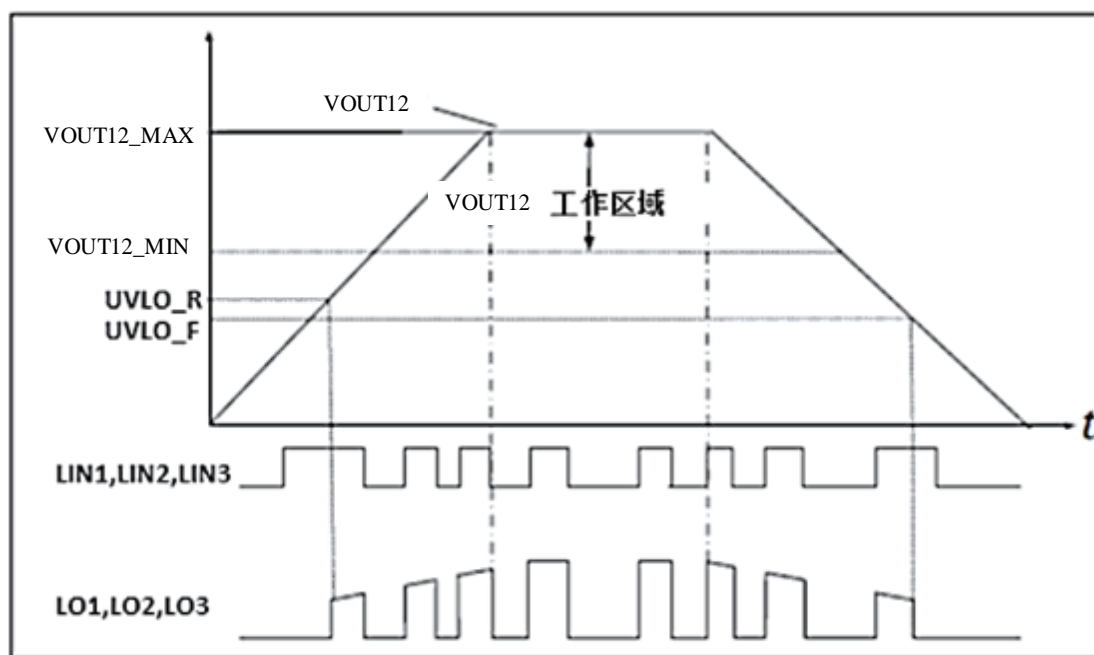 VOUT12
VOUT12_MAX
VOUT12 工作区域
VOUT12_MIN
UVLO_R
UVLO_F
t
LIN1,LIN2,LIN3
LO1,LO2,LO3